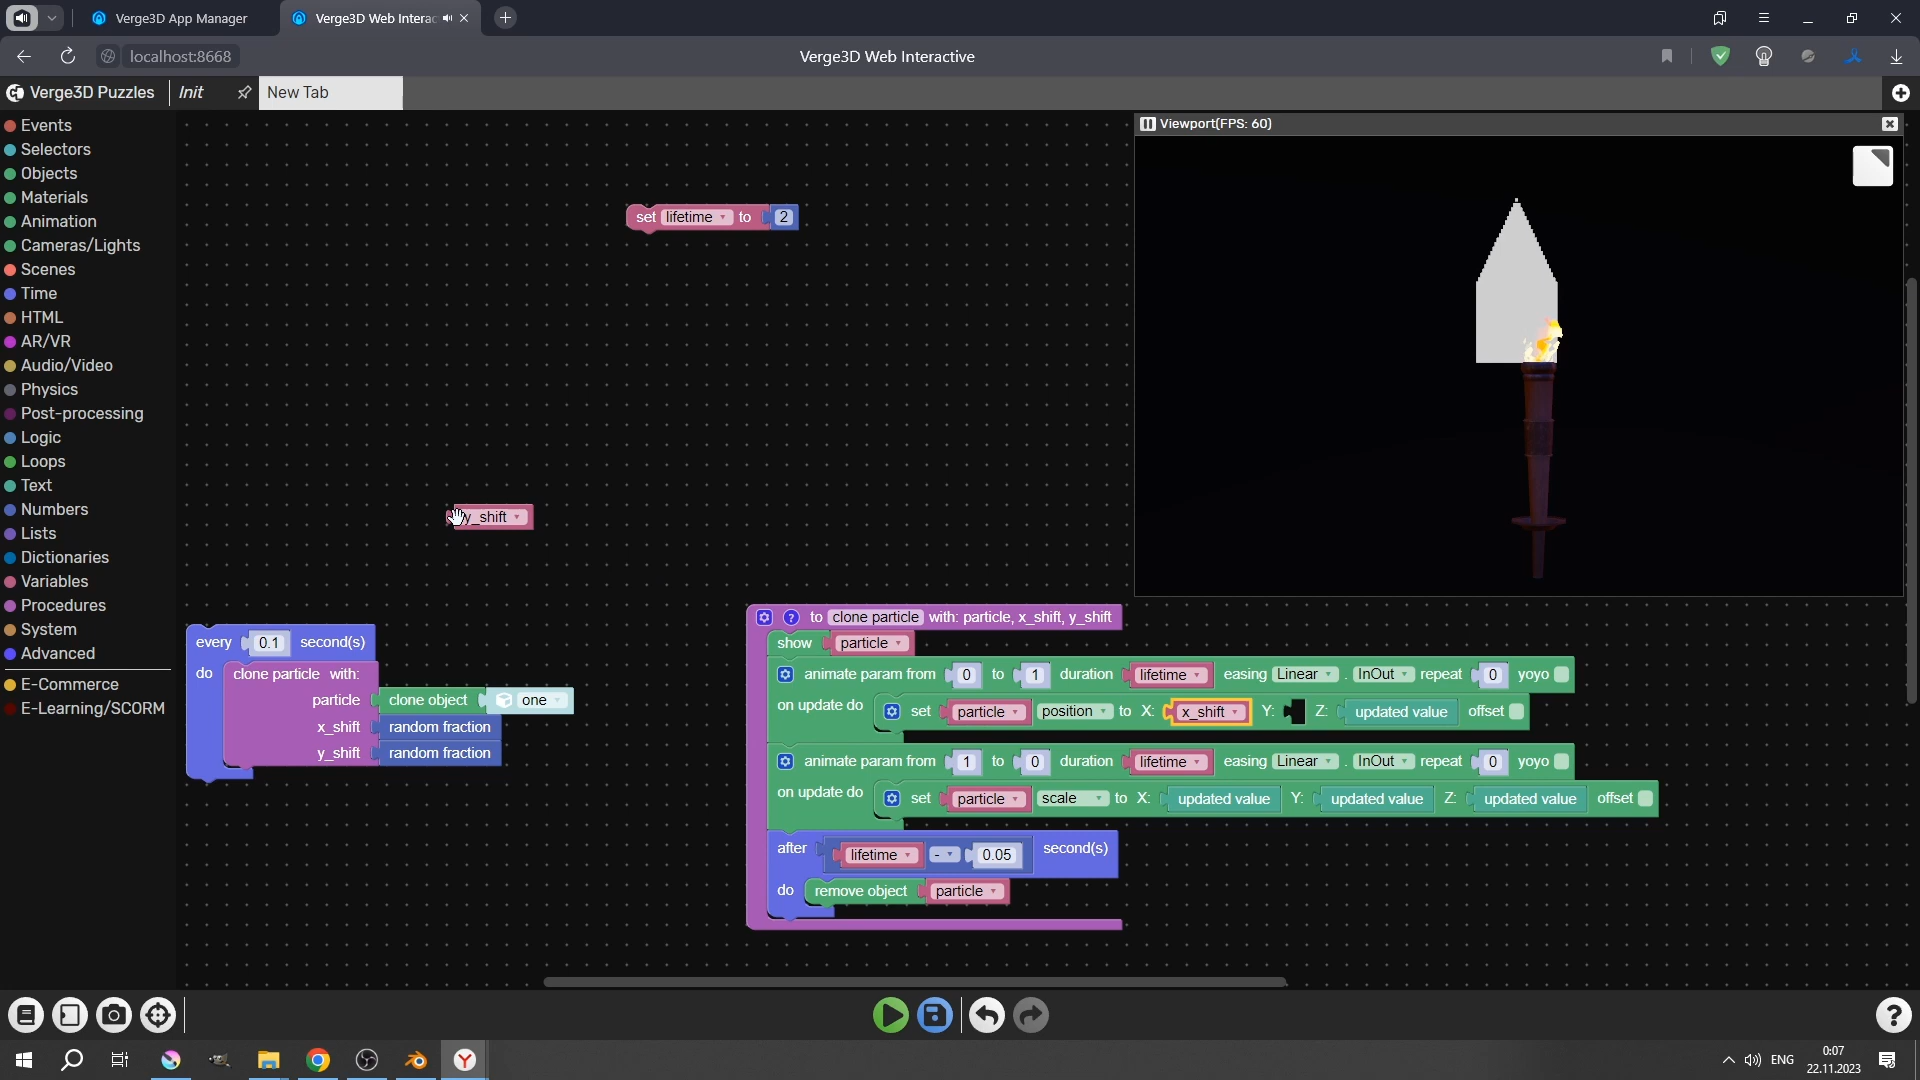 Verge3D App Manager
Verge3D Web Interac
localhost:8668
Verge3D Web Interactive
Verge3D Puzzles
Init
New Tab
Events
Selectors
Objects
Materials
Animation
Cameras/Lights
Scenes
Time
HTML
AR/VR
Audio/Video
Physics
Post-processing
Logic
Loops
Text
Numbers
Lists
Dictionaries
Variables
Procedures
System
Advanced
E-Commerce
E-Learning/SCORM
set lifetime to 2
y_shift
every 0.1 second(s)
do clone particle with:
particle clone object one
x_shift random fraction
y_shift random fraction
Viewport(FPS: 60)
? to clone particle with: particle, x_shift, y_shift
show particle
animate param from 0 to 1 duration lifetime easing Linear . InOut repeat 0 yoyo
on update do set particle position to X: x_shift Y: Z: updated value offset
animate param from 1 to 0 duration lifetime easing Linear . InOut repeat 0 yoyo
on update do set particle scale to X: updated value Y: updated value Z: updated value offset
after lifetime - 0.05 second(s)
do remove object particle
?
ENG
0:07
22.11.2023